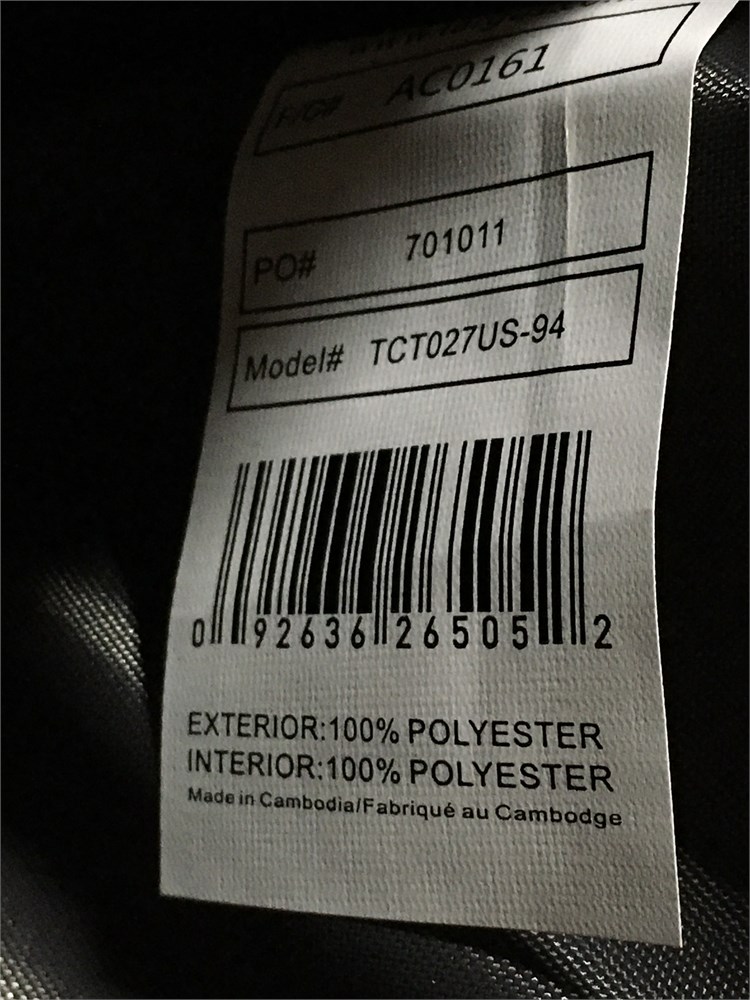 AC0161
PO# 701011
Model# TCT027US-94
0 92636 26505 2
EXTERIOR:100% POLYESTER
INTERIOR:100% POLYESTER
Made in Cambodia/Fabriqué au Cambodge